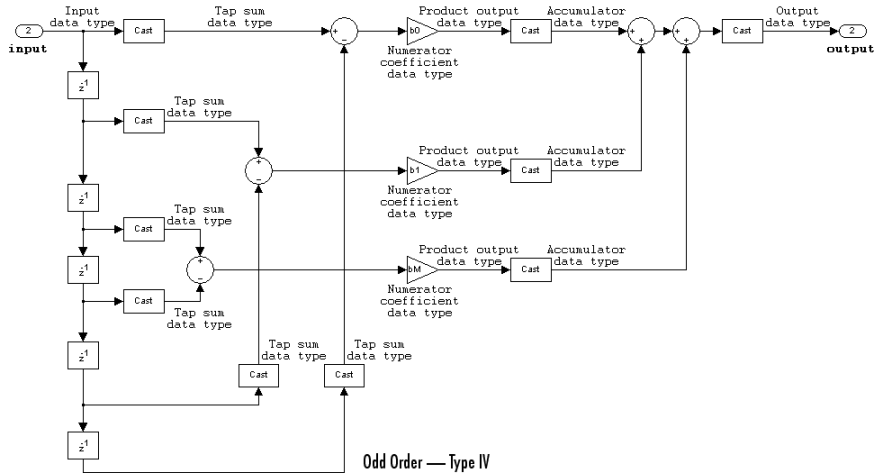 Input
data type
Tap sum
data type
Product output
data type
Accumulator
data type
Output
data type
2
Cast
+
−
b0
Cast
+
+
+
+
Cast
2
input
Numerator
coefficient
data type
output
z-1
Tap sum
data type
Cast
+
−
Product output
data type
Accumulator
data type
b1
Cast
Numerator
coefficient
data type
z-1
Tap sum
data type
Cast
+
−
Product output
data type
Accumulator
data type
z-1
bM
Cast
Numerator
coefficient
data type
Cast
Tap sum
data type
z-1
Tap sum
data type
Tap sum
data type
Cast
Cast
z-1
Odd Order — Type IV